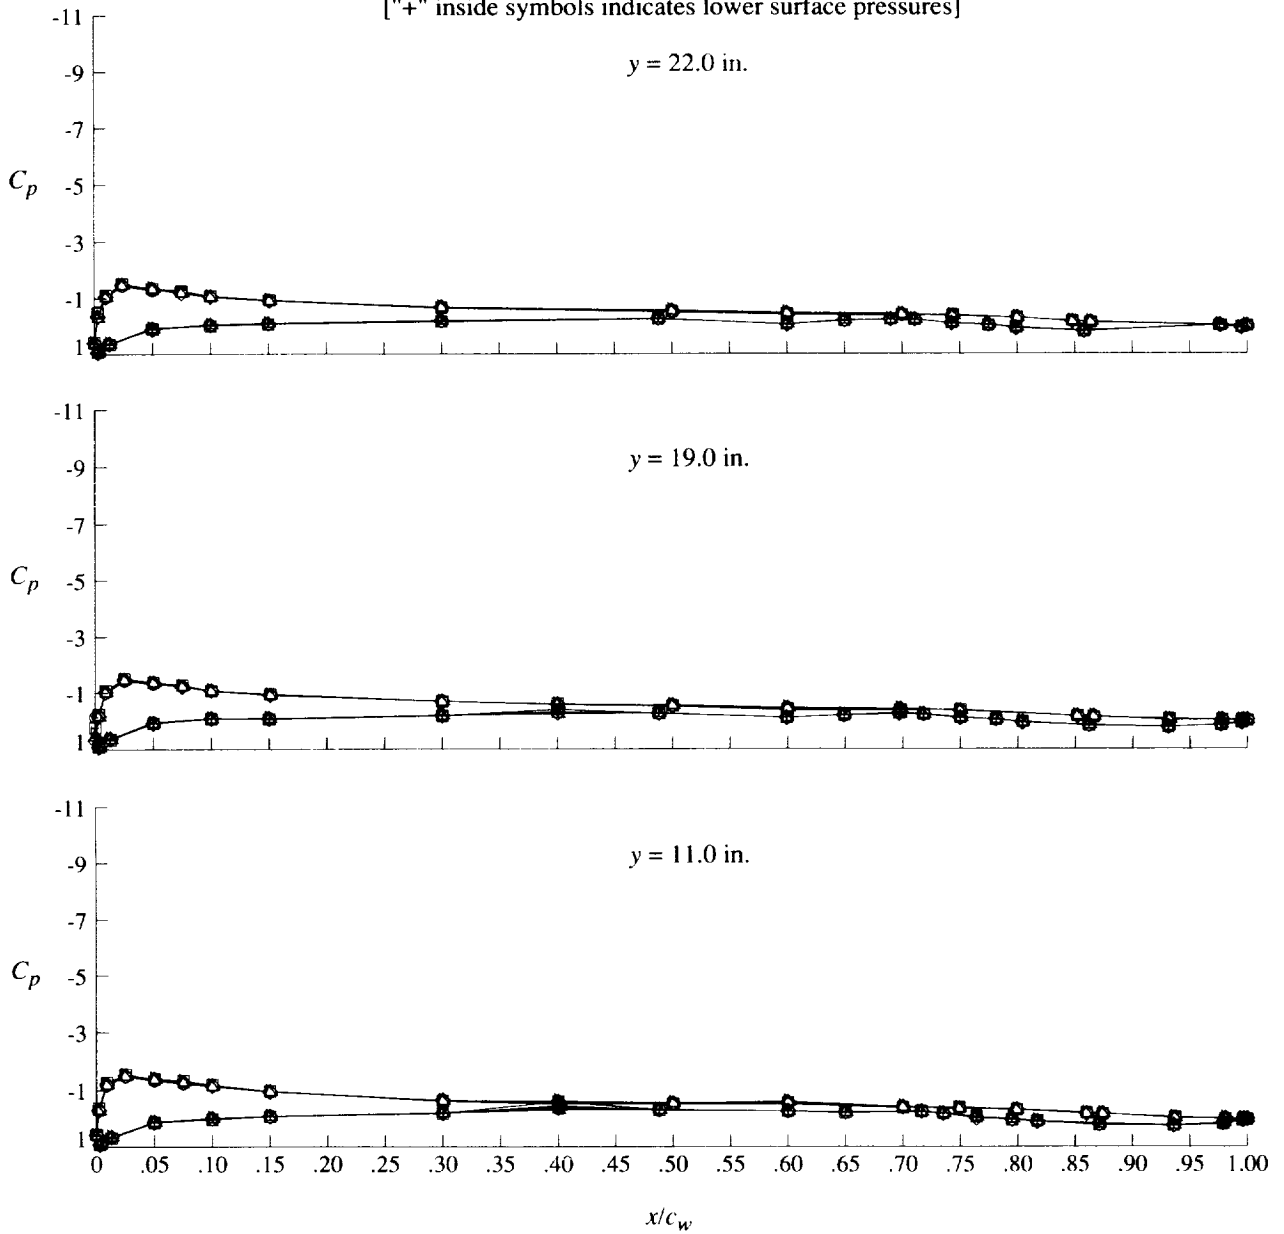 ["+" inside symbols indicates lower surface pressures]
-11
y = 22.0 in.
-9
-7
C_p -5
-3
-1
1
-11
y = 19.0 in.
-9
-7
C_p -5
-3
-1
1
-11
y = 11.0 in.
-9
-7
C_p -5
-3
-1
1
0 .05 .10 .15 .20 .25 .30 .35 .40 .45 .50 .55 .60 .65 .70 .75 .80 .85 .90 .95 1.00
x/c_w